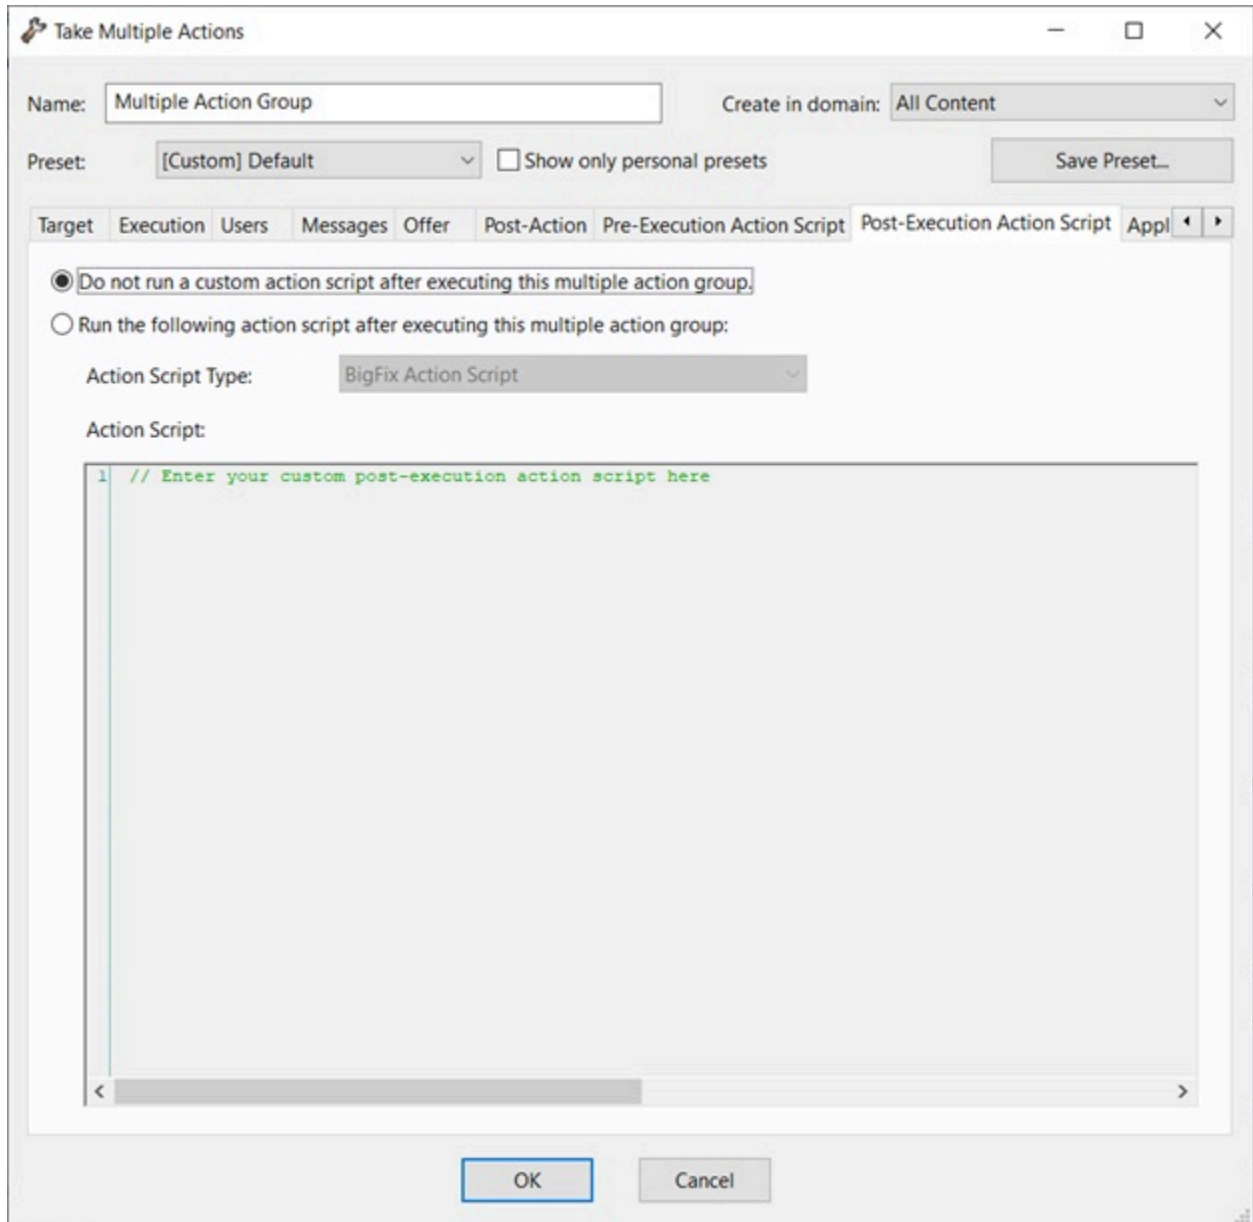 Take Multiple Actions
Name: Multiple Action Group Create in domain: All Content
Preset: [Custom] Default Show only personal presets Save Preset...
Target Execution Users Messages Offer Post-Action Pre-Execution Action Script Post-Execution Action Script Appl
Do not run a custom action script after executing this multiple action group.
Run the following action script after executing this multiple action group:
Action Script Type: BigFix Action Script
Action Script:
1 // Enter your custom post-execution action script here
OK Cancel